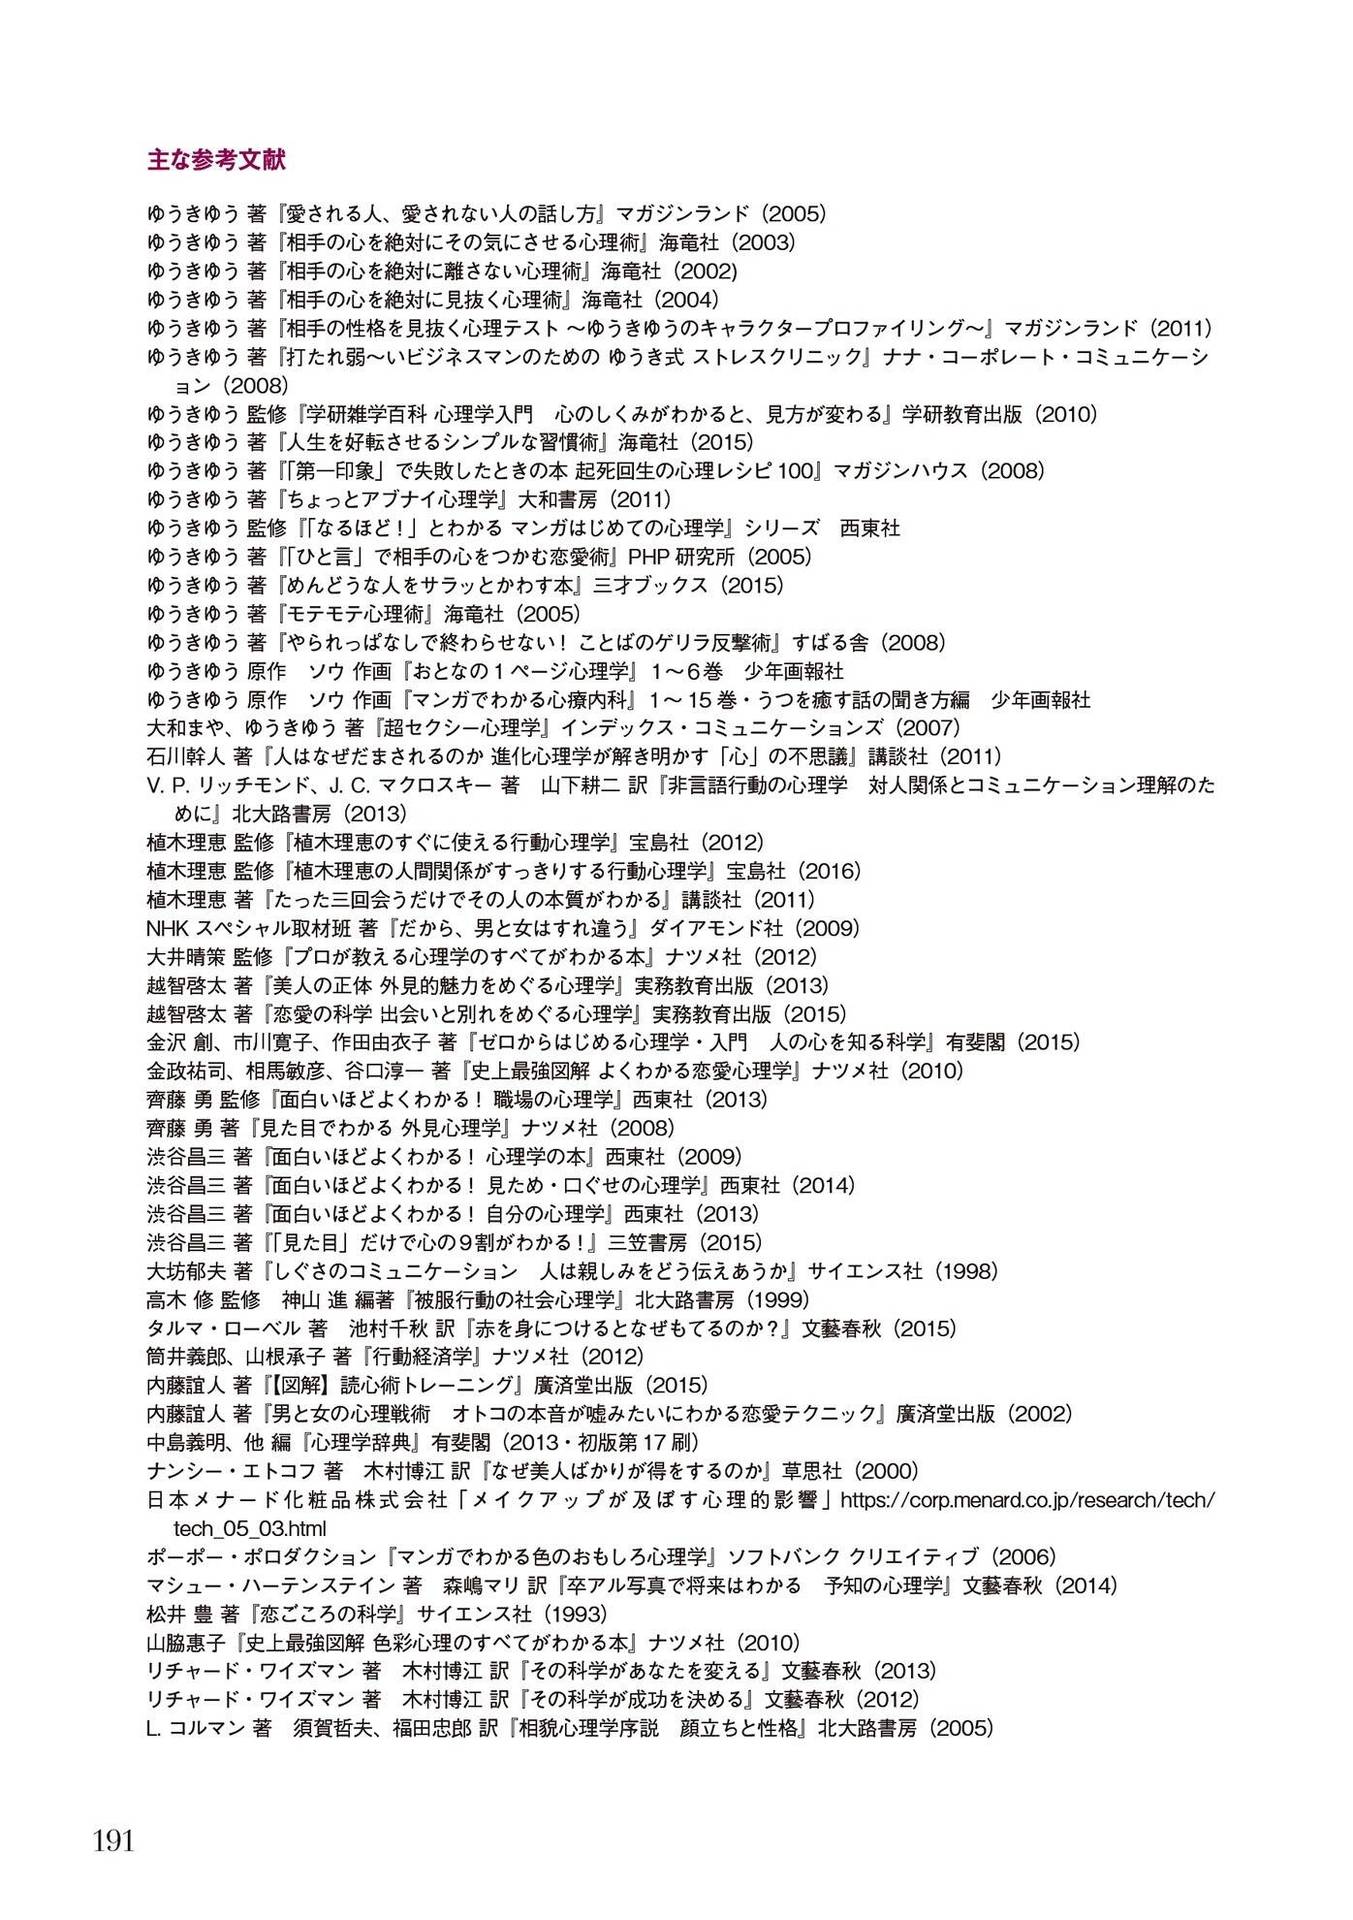 主な参考文献
ゆうきゆう 著『愛される人、愛されない人の話し方』マガジンランド（2005）
ゆうきゆう 著『相手の心を絶対にその気にさせる心理術』海竜社（2003）
ゆうきゆう 著『相手の心を絶対に離さない心理術』海竜社（2002)
ゆうきゆう 著『相手の心を絶対に見抜く心理術』海竜社（2004）
ゆうきゆう 著『相手の性格を見抜く心理テスト 〜ゆうきゆうのキャラクタープロファイリング〜』マガジンランド（2011）
ゆうきゆう 著『打たれ弱〜いビジネスマンのための ゆうき式 ストレスクリニック』ナナ・コーポレート・コミュニケーシ
ョン（2008）
ゆうきゆう 監修『学研雑学百科 心理学入門　心のしくみがわかると、見方が変わる』学研教育出版（2010）
ゆうきゆう 著『人生を好転させるシンプルな習慣術』海竜社（2015）
ゆうきゆう 著『「第一印象」で失敗したときの本 起死回生の心理レシピ 100』マガジンハウス（2008）
ゆうきゆう 著『ちょっとアブナイ心理学』大和書房（2011）
ゆうきゆう 監修『「なるほど！」とわかる マンガはじめての心理学』シリーズ　西東社
ゆうきゆう 著『「ひと言」で相手の心をつかむ恋愛術』PHP 研究所（2005）
ゆうきゆう 著『めんどうな人をサラッとかわす本』三才ブックス（2015）
ゆうきゆう 著『モテモテ心理術』海竜社（2005）
ゆうきゆう 著『やられっぱなしで終わらせない！ ことばのゲリラ反撃術』すばる舎（2008）
ゆうきゆう 原作　ソウ 作画『おとなの 1 ページ心理学』1〜6巻　少年画報社
ゆうきゆう 原作　ソウ 作画『マンガでわかる心療内科』1〜 15 巻・うつを癒す話の聞き方編　少年画報社
大和まや、ゆうきゆう 著『超セクシー心理学』インデックス・コミュニケーションズ（2007）
石川幹人 著『人はなぜだまされるのか 進化心理学が解き明かす「心」の不思議』講談社（2011）
V. P. リッチモンド、J. C. マクロスキー 著　山下耕二 訳『非言語行動の心理学　対人関係とコミュニケーション理解のた
めに』北大路書房（2013）
植木理恵 監修『植木理恵のすぐに使える行動心理学』宝島社（2012）
植木理恵 監修『植木理恵の人間関係がすっきりする行動心理学』宝島社（2016）
植木理恵 著『たった三回会うだけでその人の本質がわかる』講談社（2011）
NHK スペシャル取材班 著『だから、男と女はすれ違う』ダイアモンド社（2009）
大井晴策 監修『プロが教える心理学のすべてがわかる本』ナツメ社（2012）
越智啓太 著『美人の正体 外見的魅力をめぐる心理学』実務教育出版（2013）
越智啓太 著『恋愛の科学 出会いと別れをめぐる心理学』実務教育出版（2015）
金沢 創、市川寛子、作田由衣子 著『ゼロからはじめる心理学・入門　人の心を知る科学』有斐閣（2015）
金政祐司、相馬敏彦、谷口淳一 著『史上最強図解 よくわかる恋愛心理学』ナツメ社（2010）
齊藤 勇 監修『面白いほどよくわかる！ 職場の心理学』西東社（2013）
齊藤 勇 著『見た目でわかる 外見心理学』ナツメ社（2008）
渋谷昌三 著『面白いほどよくわかる！ 心理学の本』西東社（2009）
渋谷昌三 著『面白いほどよくわかる！ 見ため・口ぐせの心理学』西東社（2014）
渋谷昌三 著『面白いほどよくわかる！ 自分の心理学』西東社（2013）
渋谷昌三 著『「見た目」だけで心の9割がわかる！』三笠書房（2015）
大坊郁夫 著『しぐさのコミュニケーション　人は親しみをどう伝えあうか』サイエンス社（1998）
高木 修 監修　神山 進 編著『被服行動の社会心理学』北大路書房（1999）
タルマ・ローベル 著　池村千秋 訳『赤を身につけるとなぜもてるのか？』文藝春秋（2015）
筒井義郎、山根承子 著『行動経済学』ナツメ社（2012）
内藤誼人 著『【図解】読心術トレーニング』廣済堂出版（2015）
内藤誼人 著『男と女の心理戦術　オトコの本音が嘘みたいにわかる恋愛テクニック』廣済堂出版（2002）
中島義明、他 編『心理学辞典』有斐閣（2013・初版第 17 刷）
ナンシー・エトコフ 著　木村博江 訳『なぜ美人ばかりが得をするのか』草思社（2000）
日本メナード化粧品株式会社「メイクアップが及ぼす心理的影響」https://corp.menard.co.jp/research/tech/
tech_05_03.html
ポーポー・ポロダクション『マンガでわかる色のおもしろ心理学』ソフトバンク クリエイティブ（2006）
マシュー・ハーテンステイン 著　森嶋マリ 訳『卒アル写真で将来はわかる　予知の心理学』文藝春秋（2014）
松井 豊 著『恋ごころの科学』サイエンス社（1993）
山脇惠子『史上最強図解 色彩心理のすべてがわかる本』ナツメ社（2010）
リチャード・ワイズマン 著　木村博江 訳『その科学があなたを変える』文藝春秋（2013）
リチャード・ワイズマン 著　木村博江 訳『その科学が成功を決める』文藝春秋（2012）
L. コルマン 著　須賀哲夫、福田忠郎 訳『相貌心理学序説　顔立ちと性格』北大路書房（2005）
191